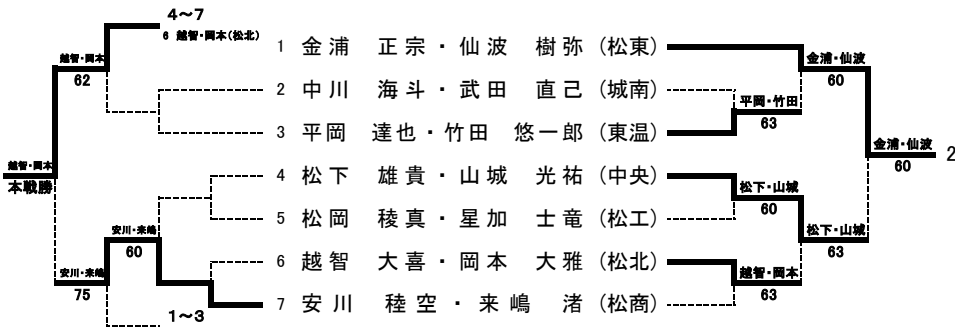 4～7
6 越智・岡本(松北)
越智・岡本
62
越智・岡本
本戦勝
安川・来嶋
60
安川・来嶋
75
1～3
1 金浦 正宗・仙波 樹弥 (松東)
2 中川 海斗・武田 直己 (城南)
3 平岡 達也・竹田 悠一郎 (東温)
4 松下 雄貴・山城 光祐 (中央)
5 松岡 稜真・星加 士竜 (松工)
6 越智 大喜・岡本 大雅 (松北)
7 安川 稑空・来嶋 渚 (松商)
金浦・仙波
60
平岡・竹田
63
金浦・仙波
60
2
松下・山城
60
松下・山城
63
越智・岡本
63